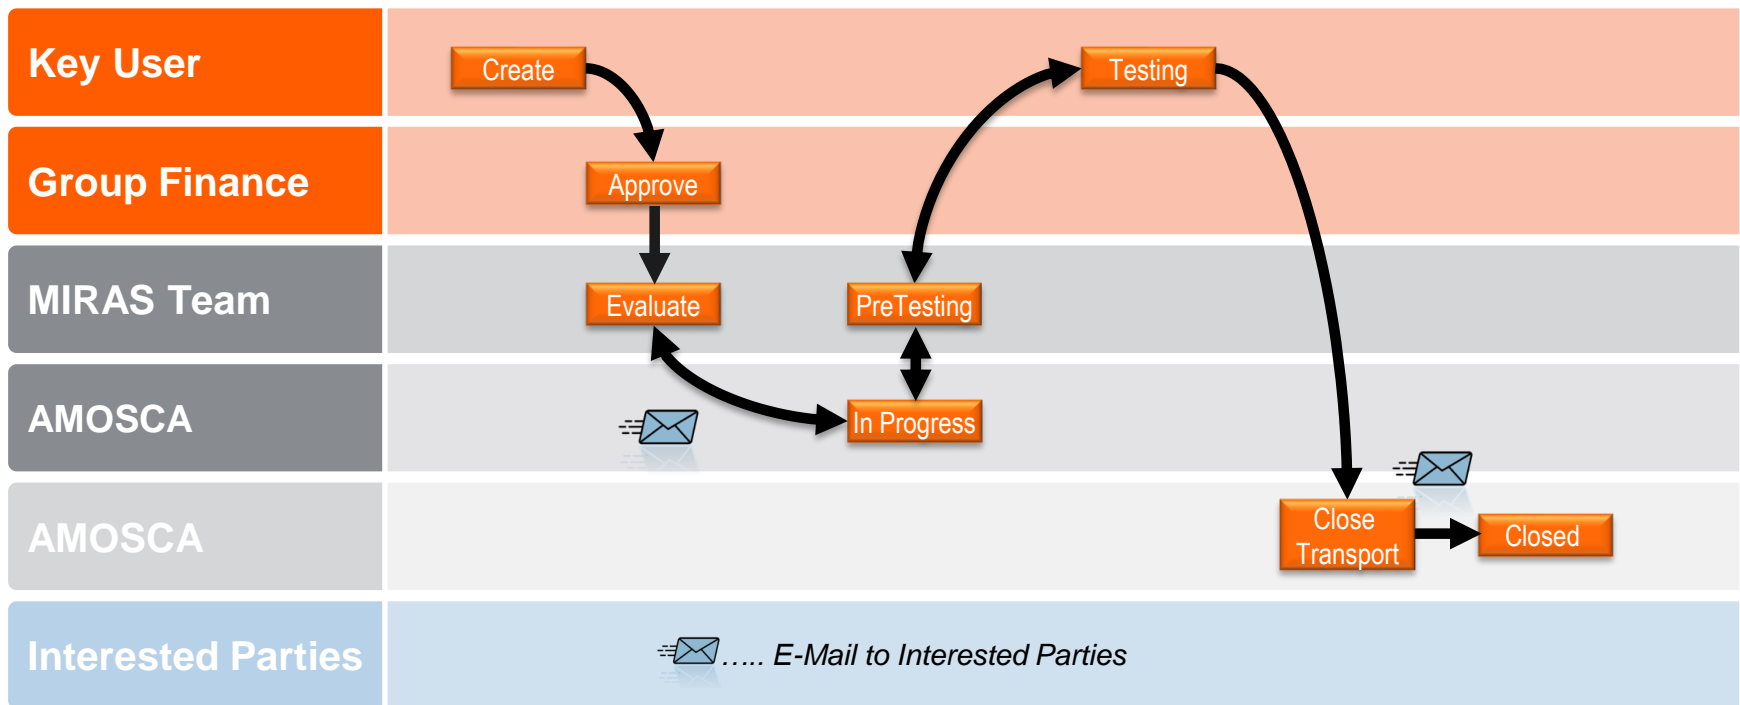 Key User
Create
Testing
Group Finance
Approve
MIRAS Team
Evaluate
PreTesting
AMOSCA
In Progress
AMOSCA
Close
Transport
Closed
Interested Parties
..... E-Mail to Interested Parties